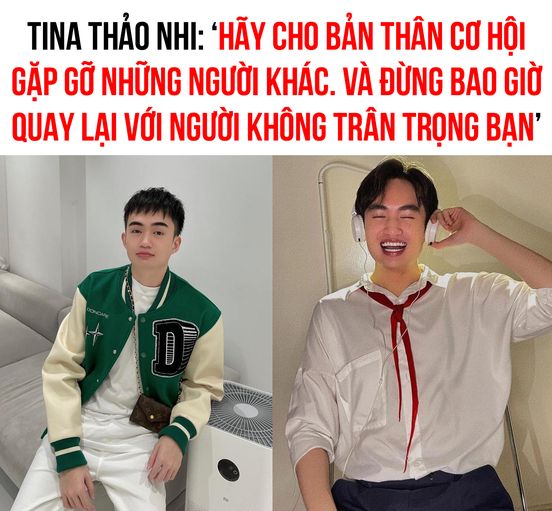 TINA THẢO NHI: ‘HÃY CHO BẢN THÂN CƠ HỘI
GẶP GỠ NHỮNG NGƯỜI KHÁC. VÀ ĐỪNG BAO GIỜ
QUAY LẠI VỚI NGƯỜI KHÔNG TRÂN TRỌNG BẠN’
D